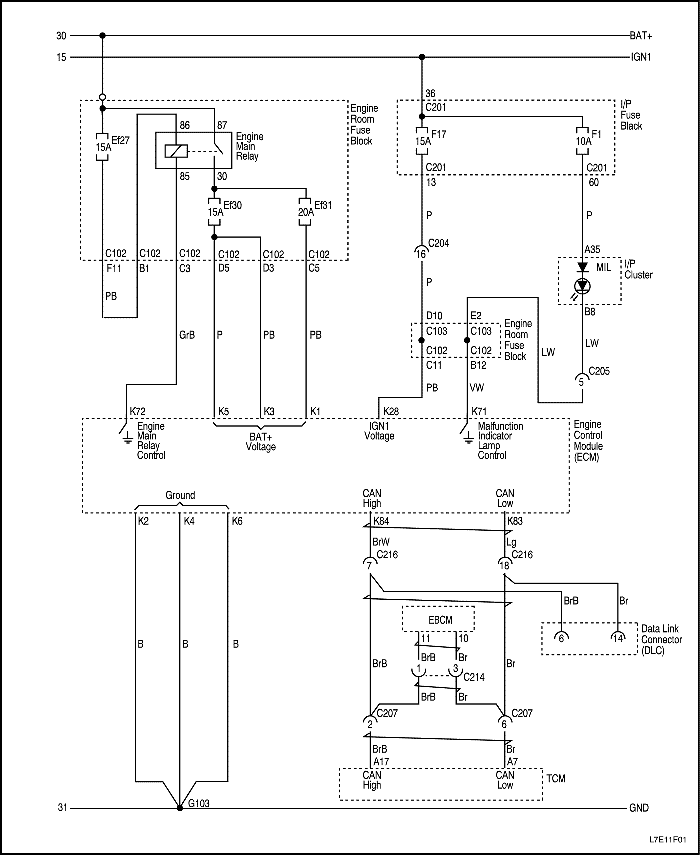 30 BAT+
15 IGN1
36
C201
I/P
Fuse
Black
Engine
Room
Fuse
Block
Ef27
15A
86 87
Engine
Main
Relay
85 30
F17
15A
F1
10A
C201 C201
13 60
Ef30
15A
Ef31
20A
P P
C204
16
C102 C102 C102 C102 C102
F11 B1 C3 D5 D3 C5
A35
MIL
I/P
Cluster
B8
PB
P
D10 E2
C103 C103
Engine
Room
Fuse
Block
C102 C102
C11 B12
GrB P PB PB
LW LW
C205
5
PB VW
K72 K5 K3 K1 K28 K71
Engine
Main
Relay
Control
BAT+
Voltage
IGN1
Voltage
Malfunction
Indicator
Lamp
Control
Engine
Control
Module
(ECM)
Ground
CAN
High
CAN
Low
K2 K4 K6 K84 K83
BrW Lg
C216 C216
7 18
BrB Br
6 14
Data Link
Connector
(DLC)
EBCM
11 10
BrB Br
1 3
C214
BrB Br
B B B
BrB Br
C207 C207
2 6
BrB Br
A17 A7
CAN
High
CAN
Low
TCM
G103
31 GND
L7E11F01